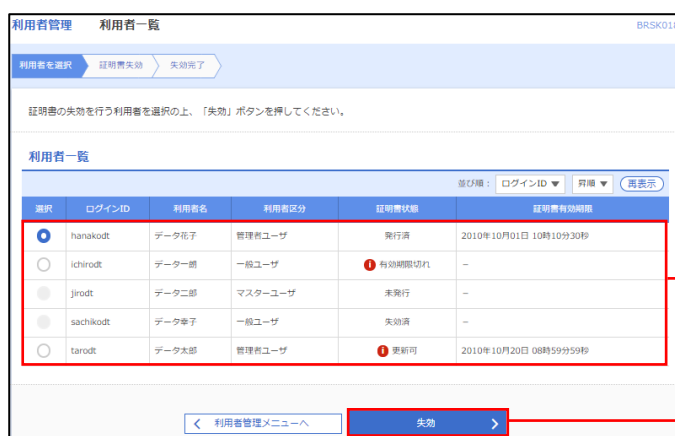 利用者管理 利用者一覧 BRSK018
利用者を選択 証明書失効 失効完了
証明書の失効を行う利用者を選択の上、「失効」ボタンを押してください。
利用者一覧
並び順： ログインID ▼ 昇順 ▼ 再表示
選択 ログインID 利用者名 利用者区分 証明書状態 証明書有効期限
hanakodt データ花子 管理者ユーザ 発行済 2010年10月01日 10時10分30秒
ichirodt データ一朗 一般ユーザ 有効期限切れ －
jirodt データ二郎 マスターユーザ 未発行 －
sachikodt データ幸子 一般ユーザ 失効済 －
tarodt データ太郎 管理者ユーザ 更新可 2010年10月20日 08時59分59秒
利用者管理メニューへ 失効